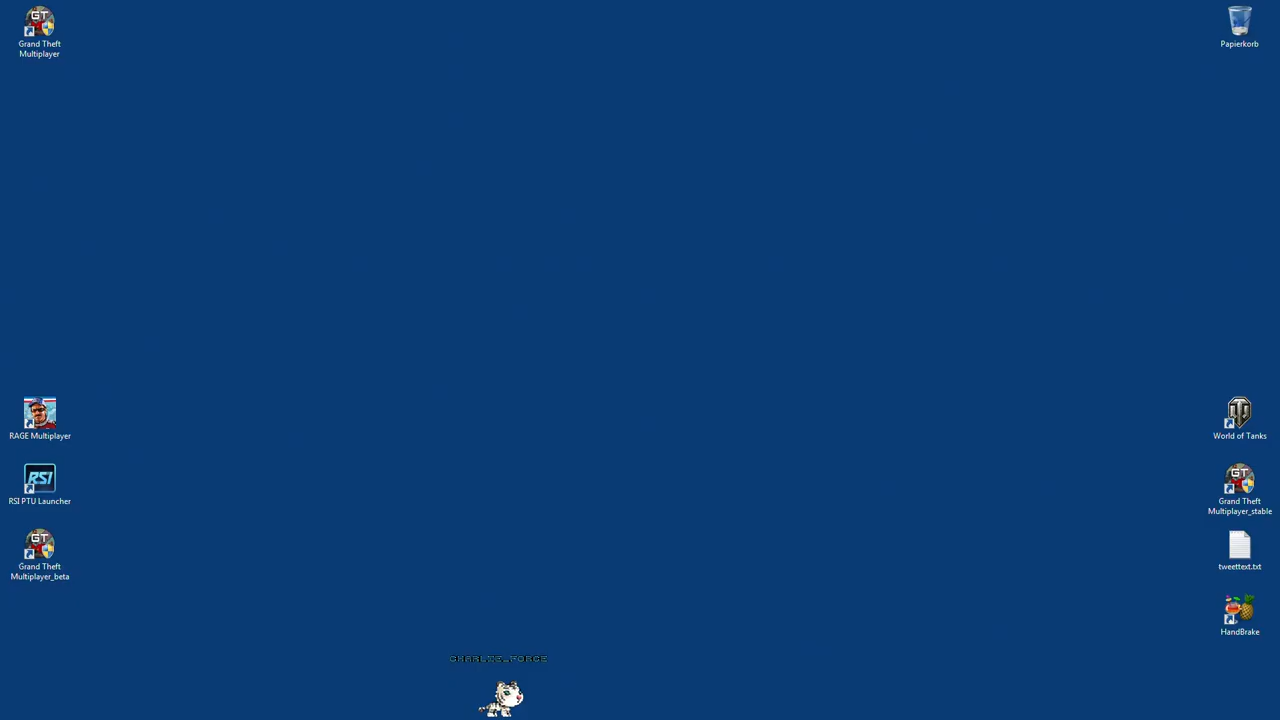 GT
Grand Theft
Multiplayer
Papierkorb
RAGE Multiplayer
World of Tanks
RSI
RSI PTU Launcher
GT
Grand Theft
Multiplayer_stable
GT
Grand Theft
Multiplayer_beta
tweettext.txt
HandBrake
CHARLIE_FORCE